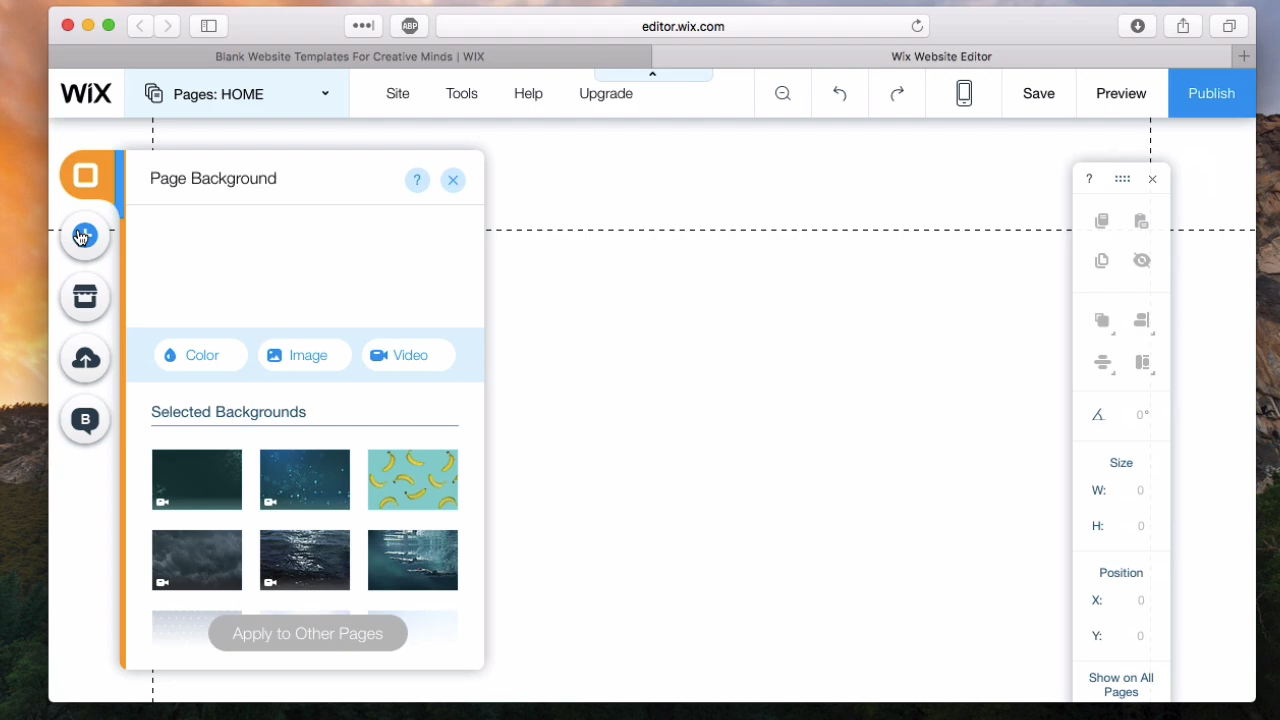 ABP
editor.wix.com
Blank Website Templates For Creative Minds | WIX
Wix Website Editor
WiX
Pages: HOME
Site
Tools
Help
Upgrade
Save
Preview
Publish
Page Background
?
?
Color
Image
Video
B
0°
Selected Backgrounds
Size
W: 0
H: 0
Position
X: 0
Y: 0
Apply to Other Pages
Show on All
Pages